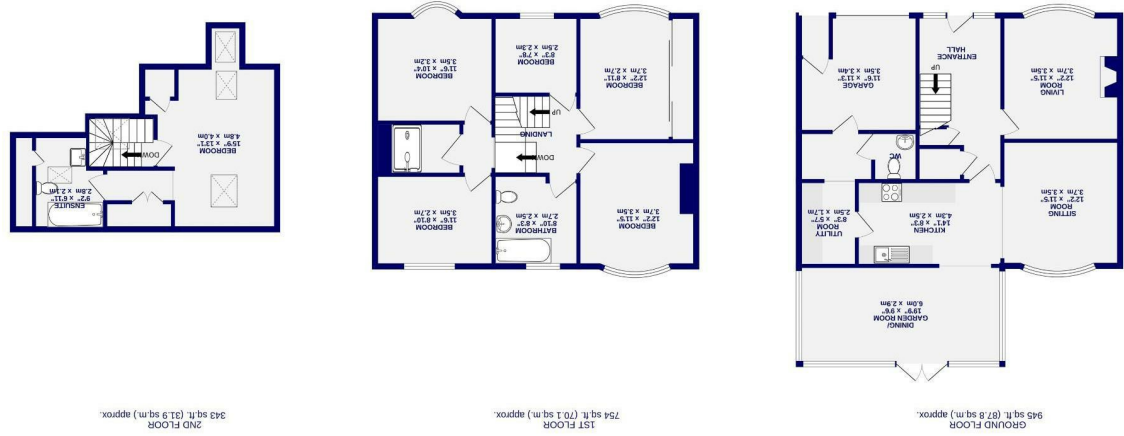 GROUND FLOOR
945 sq.ft. (87.8 sq.m.) approx.
DINING/
GARDEN ROOM
19'9" x 9'6"
6.0m x 2.9m
SITTING
ROOM
12'2" x 11'5"
3.7m x 3.5m
KITCHEN
14'1" x 8'3"
4.3m x 2.5m
UTILITY
ROOM
8'3" x 5'7"
2.5m x 1.7m
WC
LIVING
ROOM
12'2" x 11'5"
3.7m x 3.5m
UP
ENTRANCE
HALL
GARAGE
11'6" x 11'3"
3.5m x 3.4m
1ST FLOOR
754 sq.ft. (70.1 sq.m.) approx.
BEDROOM
12'2" x 11'5"
3.7m x 3.5m
BATHROOM
8'10" x 8'3"
2.7m x 2.5m
BEDROOM
11'6" x 8'10"
3.5m x 2.7m
DOWN
LANDING
UP
BEDROOM
12'2" x 8'11"
3.7m x 2.7m
BEDROOM
8'3" x 7'8"
2.5m x 2.3m
BEDROOM
11'6" x 10'4"
3.5m x 3.2m
2ND FLOOR
343 sq.ft. (31.9 sq.m.) approx.
ENSUITE
9'2" x 6'11"
2.8m x 2.1m
DOWN
BEDROOM
15'9" x 13'1"
4.8m x 4.0m